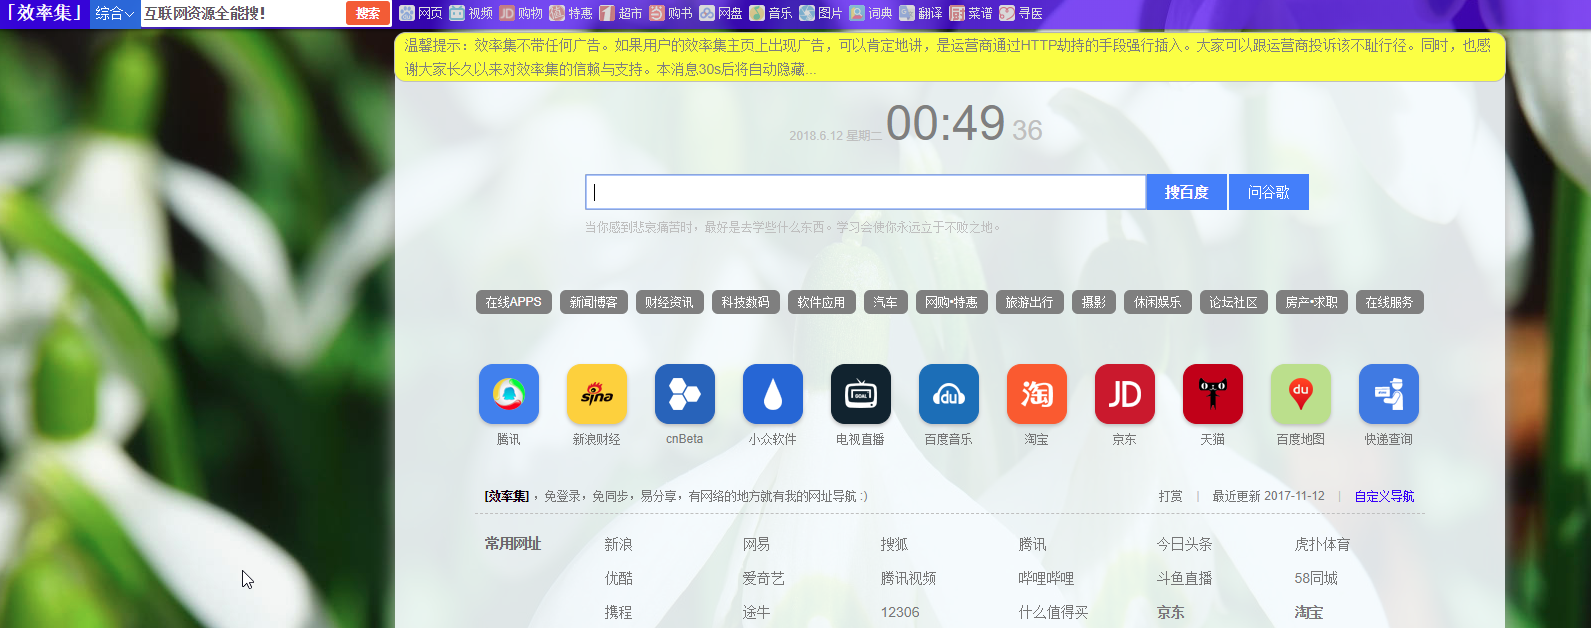 「效率集」 综合 互联网资源全能搜! 搜索 网页 视频 购物 特惠 超市 购书 网盘 音乐 图片 词典 翻译 菜谱 寻医
温馨提示：效率集不带任何广告。如果用户的效率集主页上出现广告，可以肯定地讲，是运营商通过HTTP劫持的手段强行插入。大家可以跟运营商投诉该不耻行径。同时，也感
谢大家长久以来对效率集的信赖与支持。本消息30s后将自动隐藏...
2018.6.12 星期二 00:49 36
搜百度 问谷歌
当你感到悲哀痛苦时，最好是去学些什么东西。学习会使你永远立于不败之地。
在线APPS 新闻博客 财经资讯 科技数码 软件应用 汽车 网购•特惠 旅游出行 摄影 休闲娱乐 论坛社区 房产•求职 在线服务
sina GOAL du 淘 JD du
腾讯 新浪财经 cnBeta 小众软件 电视直播 百度音乐 淘宝 京东 天猫 百度地图 快递查询
[效率集] ，免登录，免同步，易分享，有网络的地方就有我的网址导航 :) 打赏 | 最近更新 2017-11-12 | 自定义导航
常用网址 新浪 网易 搜狐 腾讯 今日头条 虎扑体育
优酷 爱奇艺 腾讯视频 哔哩哔哩 斗鱼直播 58同城
携程 途牛 12306 什么值得买 京东 淘宝